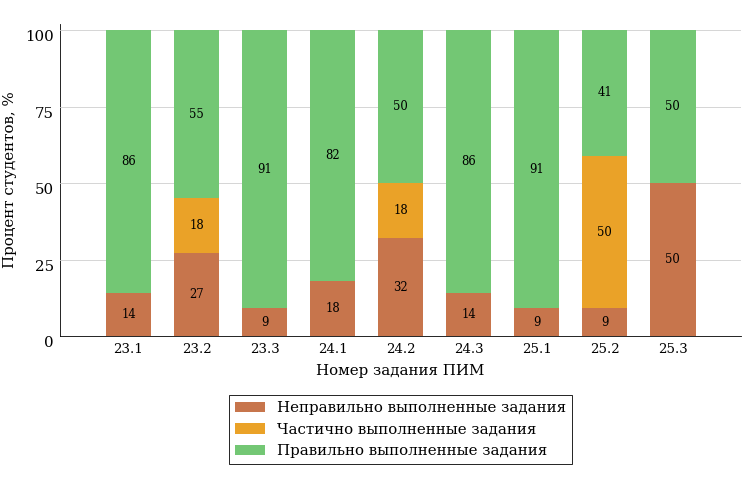 100
75
50
25
0
Процент студентов, %
86 55 91 82 50 86 91 41 50
18 18 50
14 27 9 18 32 14 9 9 50
23.1 23.2 23.3 24.1 24.2 24.3 25.1 25.2 25.3
Номер задания ПИМ
Неправильно выполненные задания
Частично выполненные задания
Правильно выполненные задания